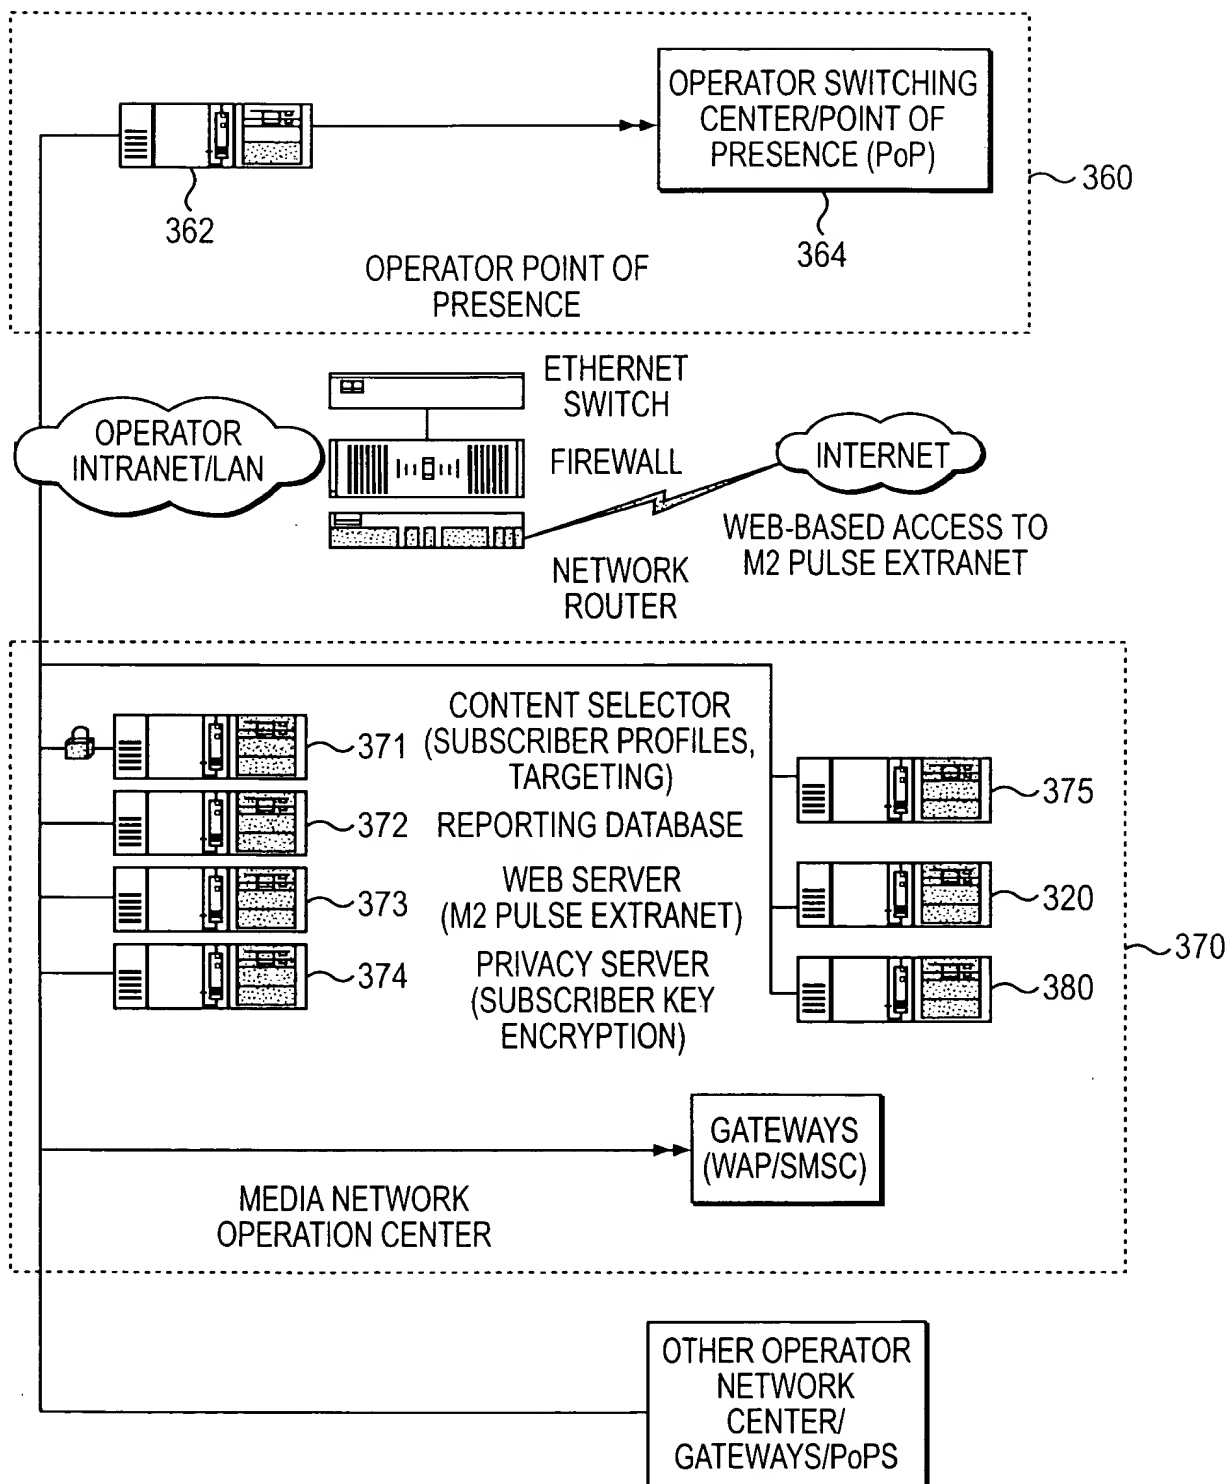 OPERATOR SWITCHING
CENTER/POINT OF
PRESENCE (PoP)
360
362
364
OPERATOR POINT OF
PRESENCE
ETHERNET
SWITCH
OPERATOR
INTRANET/LAN
FIREWALL
INTERNET
WEB-BASED ACCESS TO
M2 PULSE EXTRANET
NETWORK
ROUTER
CONTENT SELECTOR
(SUBSCRIBER PROFILES,
TARGETING)
371
375
372
REPORTING DATABASE
WEB SERVER
(M2 PULSE EXTRANET)
373
320
370
374
PRIVACY SERVER
(SUBSCRIBER KEY
ENCRYPTION)
380
GATEWAYS
(WAP/SMSC)
MEDIA NETWORK
OPERATION CENTER
OTHER OPERATOR
NETWORK
CENTER/
GATEWAYS/PoPS